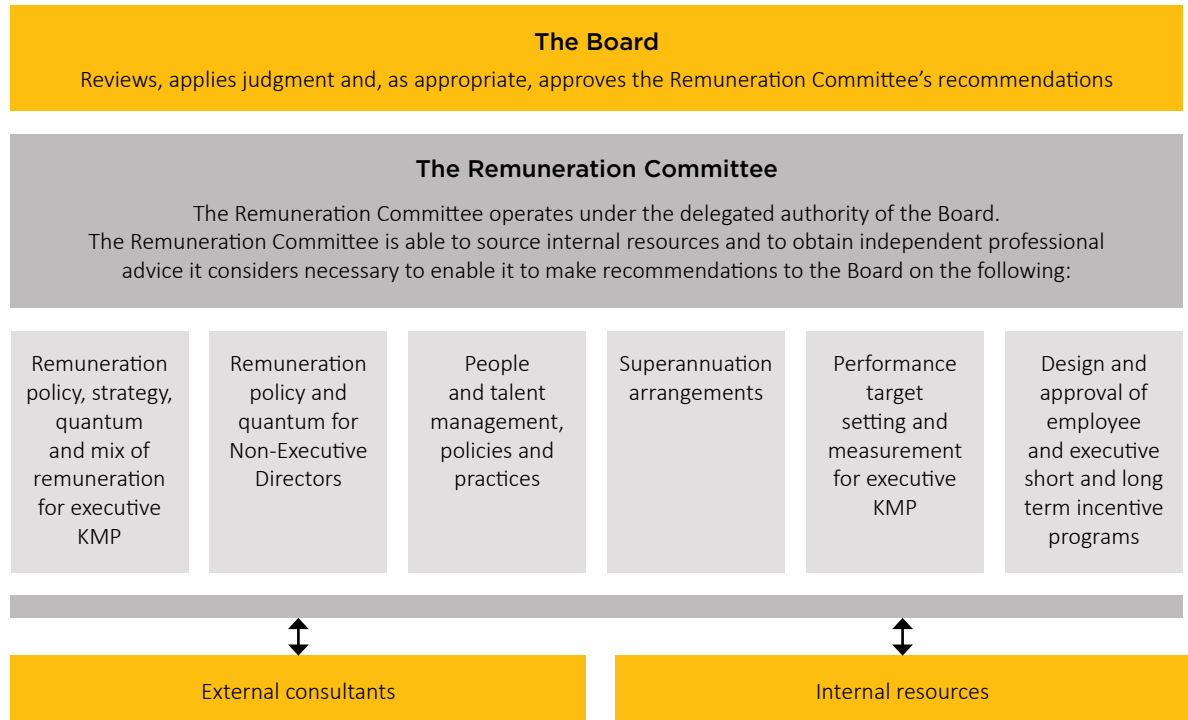 The Board
Reviews, applies judgment and, as appropriate, approves the Remuneration Committee's recommendations
The Remuneration Committee
The Remuneration Committee operates under the delegated authority of the Board.
The Remuneration Committee is able to source internal resources and to obtain independent professional
advice it considers necessary to enable it to make recommendations to the Board on the following:
Remuneration
policy, strategy,
quantum
and mix of
remuneration
for executive
KMP
Remuneration
policy and
quantum for
Non-Executive
Directors
People
and talent
management,
policies and
practices
Superannuation
arrangements
Performance
target
setting and
measurement
for executive
KMP
Design and
approval of
employee
and executive
short and long
term incentive
programs
External consultants
Internal resources